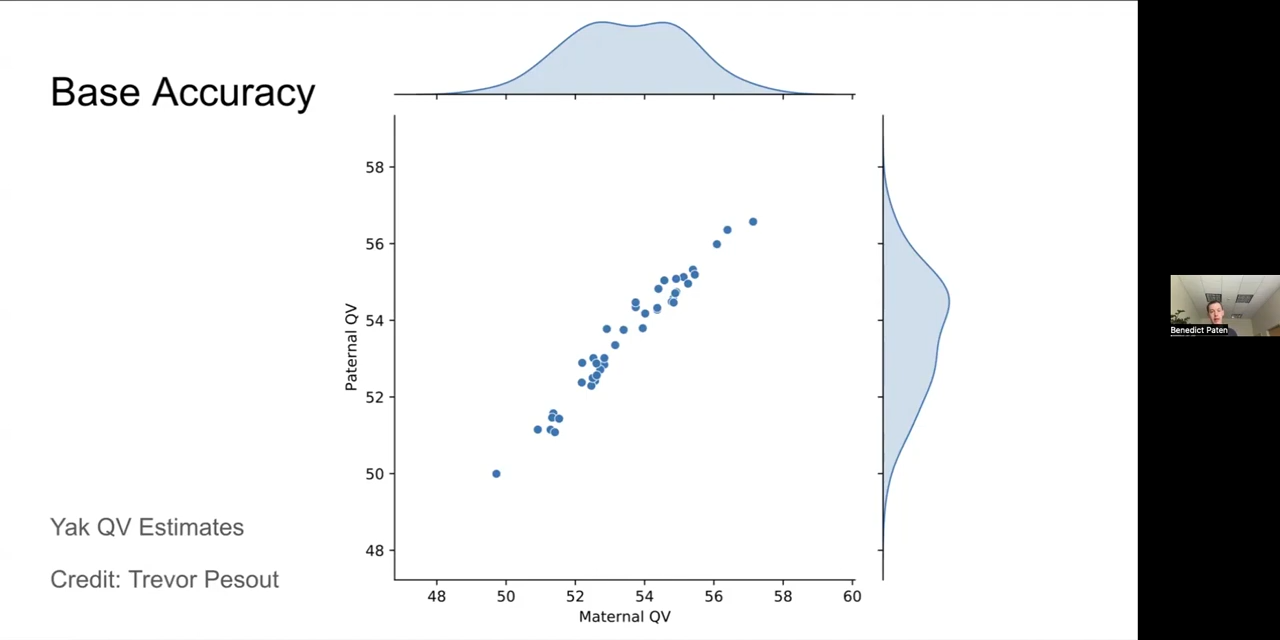 Base Accuracy
58
56
54
52
50
48
Paternal QV
48
50
52
54
56
58
60
Maternal QV
Yak QV Estimates
Credit: Trevor Pesout
Benedict Paten